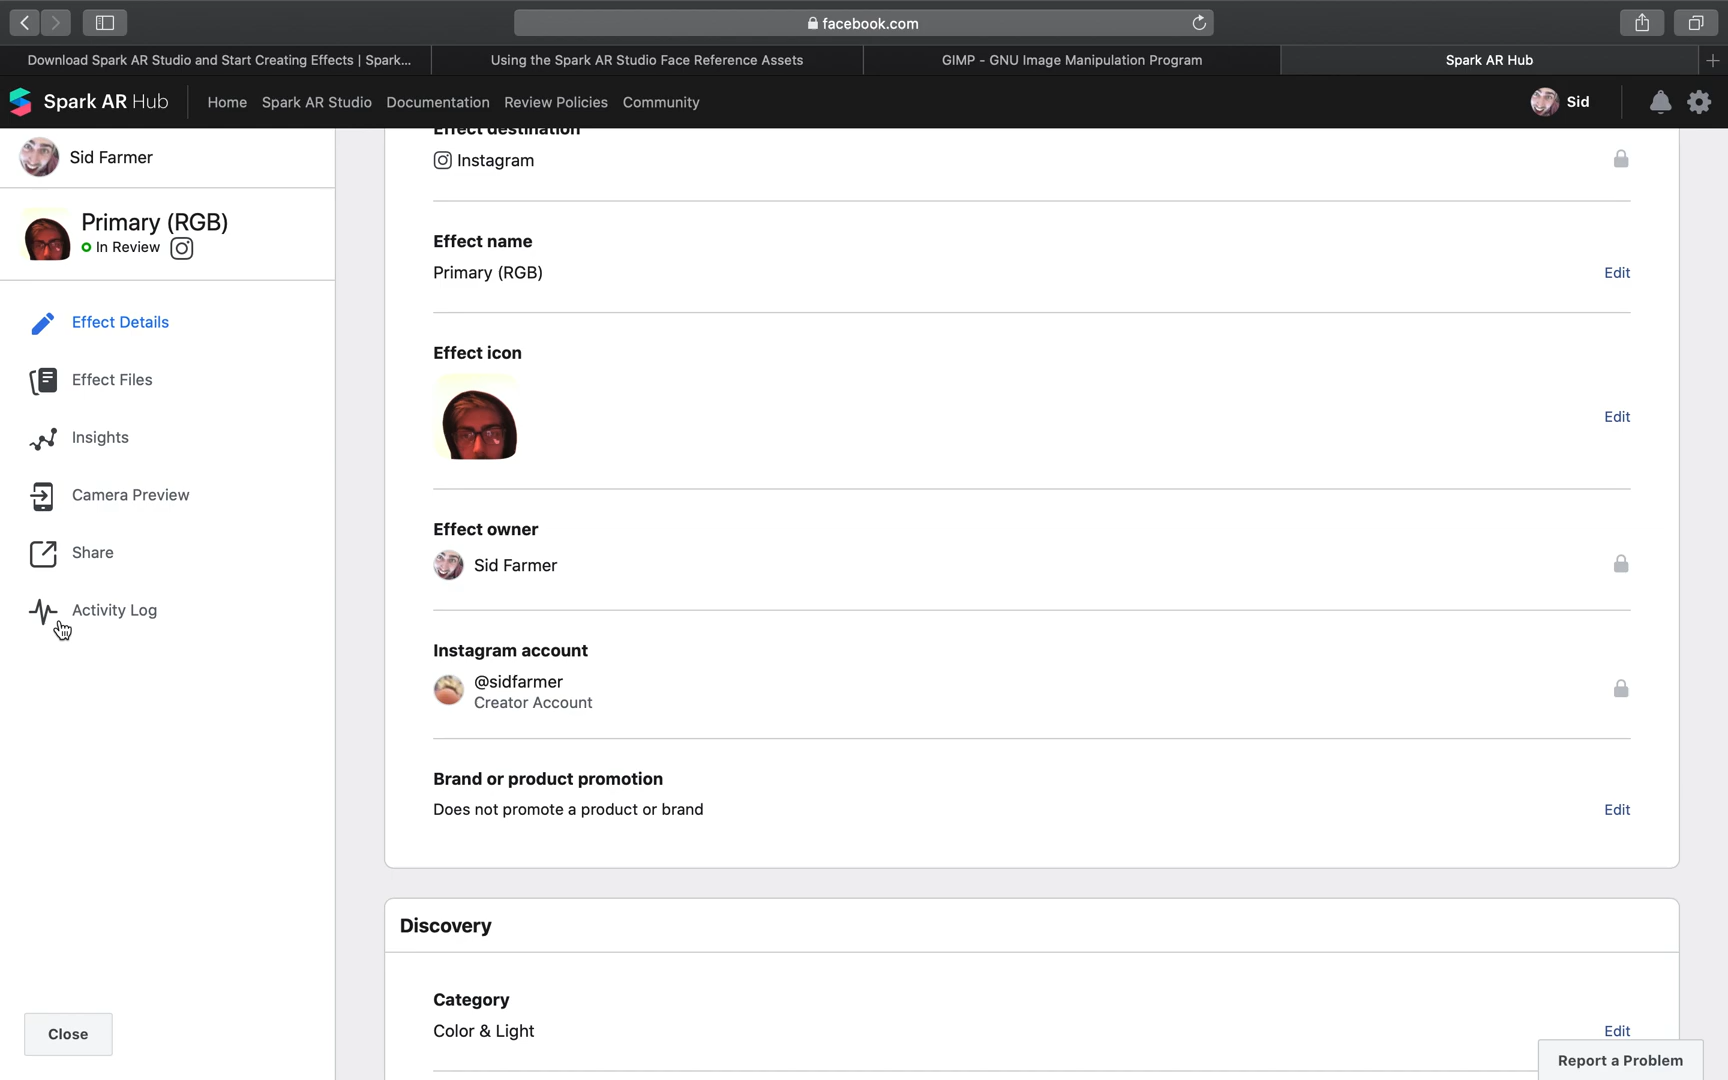 facebook.com
Download Spark AR Studio and Start Creating Effects | Spark...
Using the Spark AR Studio Face Reference Assets
GIMP - GNU Image Manipulation Program
Spark AR Hub
Spark AR Hub
Home
Spark AR Studio
Documentation
Review Policies
Community
Sid
Sid Farmer
Primary (RGB)
In Review
Effect Details
Effect Files
Insights
Camera Preview
Share
Activity Log
Close
Effect destination
Instagram
Effect name
Primary (RGB)
Edit
Effect icon
Edit
Effect owner
Sid Farmer
Instagram account
@sidfarmer
Creator Account
Brand or product promotion
Does not promote a product or brand
Edit
Discovery
Category
Color & Light
Edit
Report a Problem